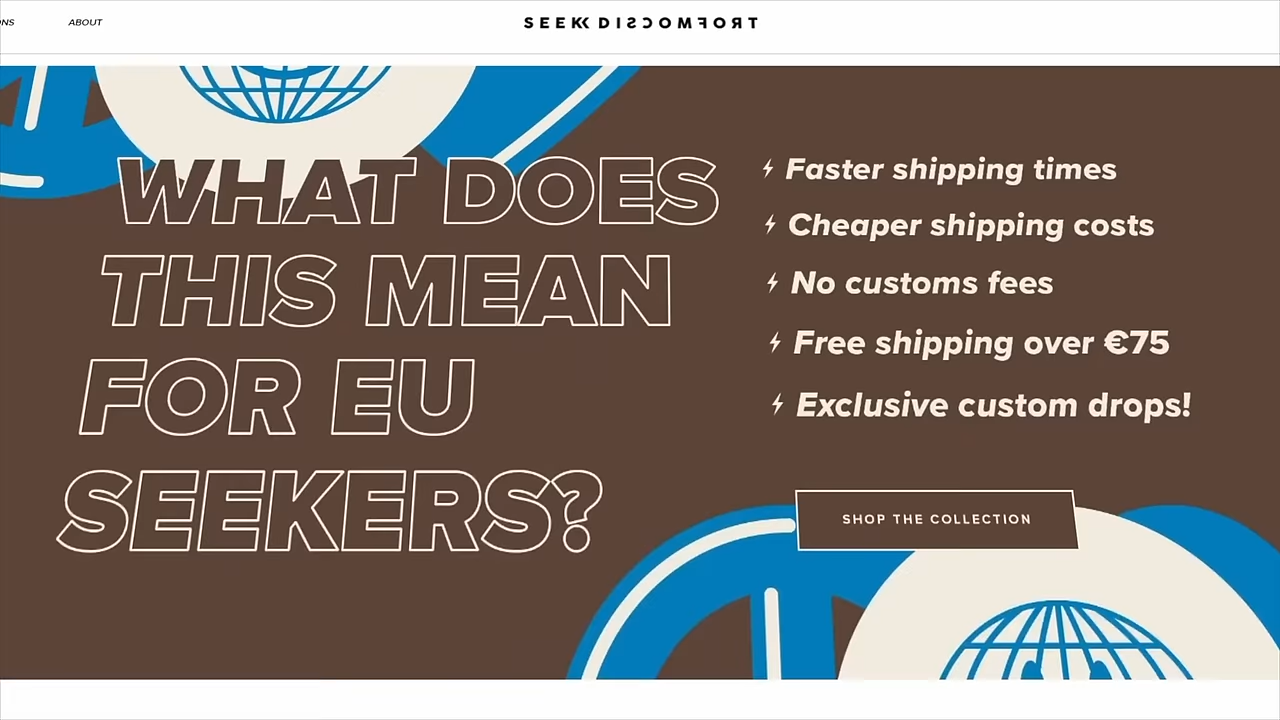 ONS
ABOUT
SEEK DISCOMFORT
WHAT DOES
THIS MEAN
FOR EU
SEEKERS?
Faster shipping times
Cheaper shipping costs
No customs fees
Free shipping over €75
Exclusive custom drops!
SHOP THE COLLECTION